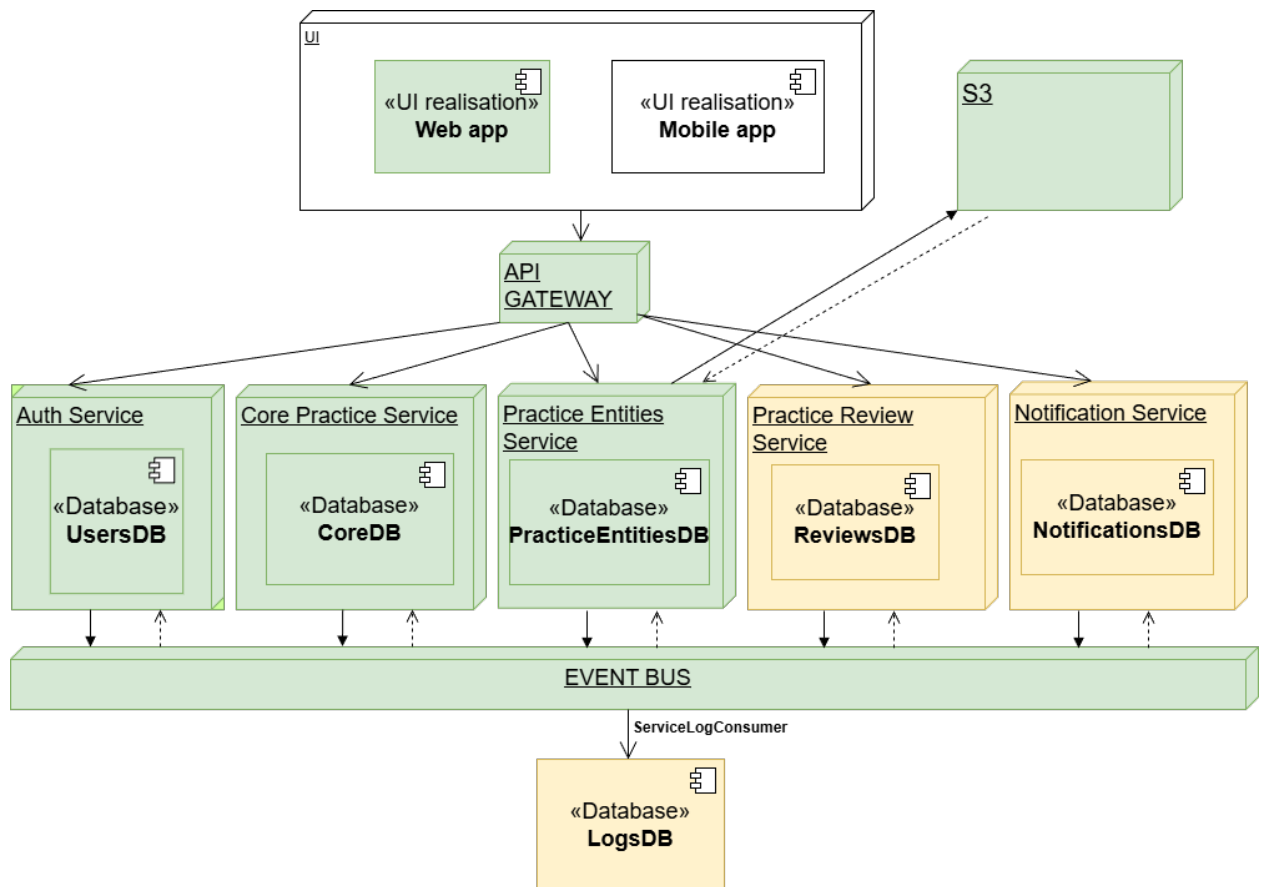 UI
«UI realisation»
Web app
«UI realisation»
Mobile app
S3
API
GATEWAY
Auth Service
«Database»
UsersDB
Core Practice Service
«Database»
CoreDB
Practice Entities
Service
«Database»
PracticeEntitiesDB
Practice Review
Service
«Database»
ReviewsDB
Notification Service
«Database»
NotificationsDB
EVENT BUS
ServiceLogConsumer
«Database»
LogsDB